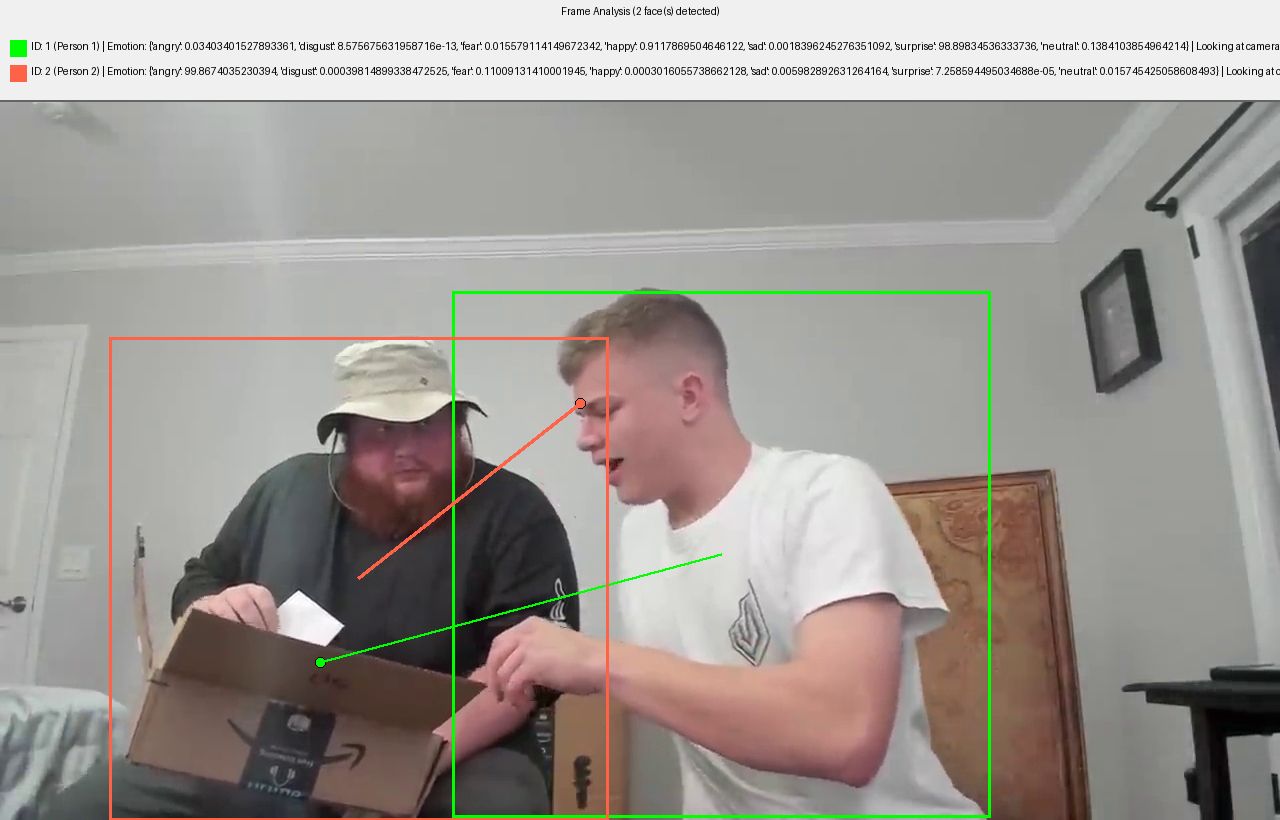 Frame Analysis (2 face(s) detected)
ID: 1 (Person 1) | Emotion: {'angry': 0.03403401527893361, 'disgust': 8.575675631958716e-13, 'fear': 0.015579114149672342, 'happy': 0.9117869504646122, 'sad': 0.001839624527635​1092, 'surprise': 98.89834536333736, 'neutral': 0.1384103854964214} | Looking at camera
ID: 2 (Person 2) | Emotion: {'angry': 99.8674035230394, 'disgust': 0.00039814899338472525, 'fear': 0.11009131410001945, 'happy': 0.0003016055738662128, 'sad': 0.005982892631264164, 'surprise': 7.258594495034688e-05, 'neutral': 0.015745425058608493} | Looking at